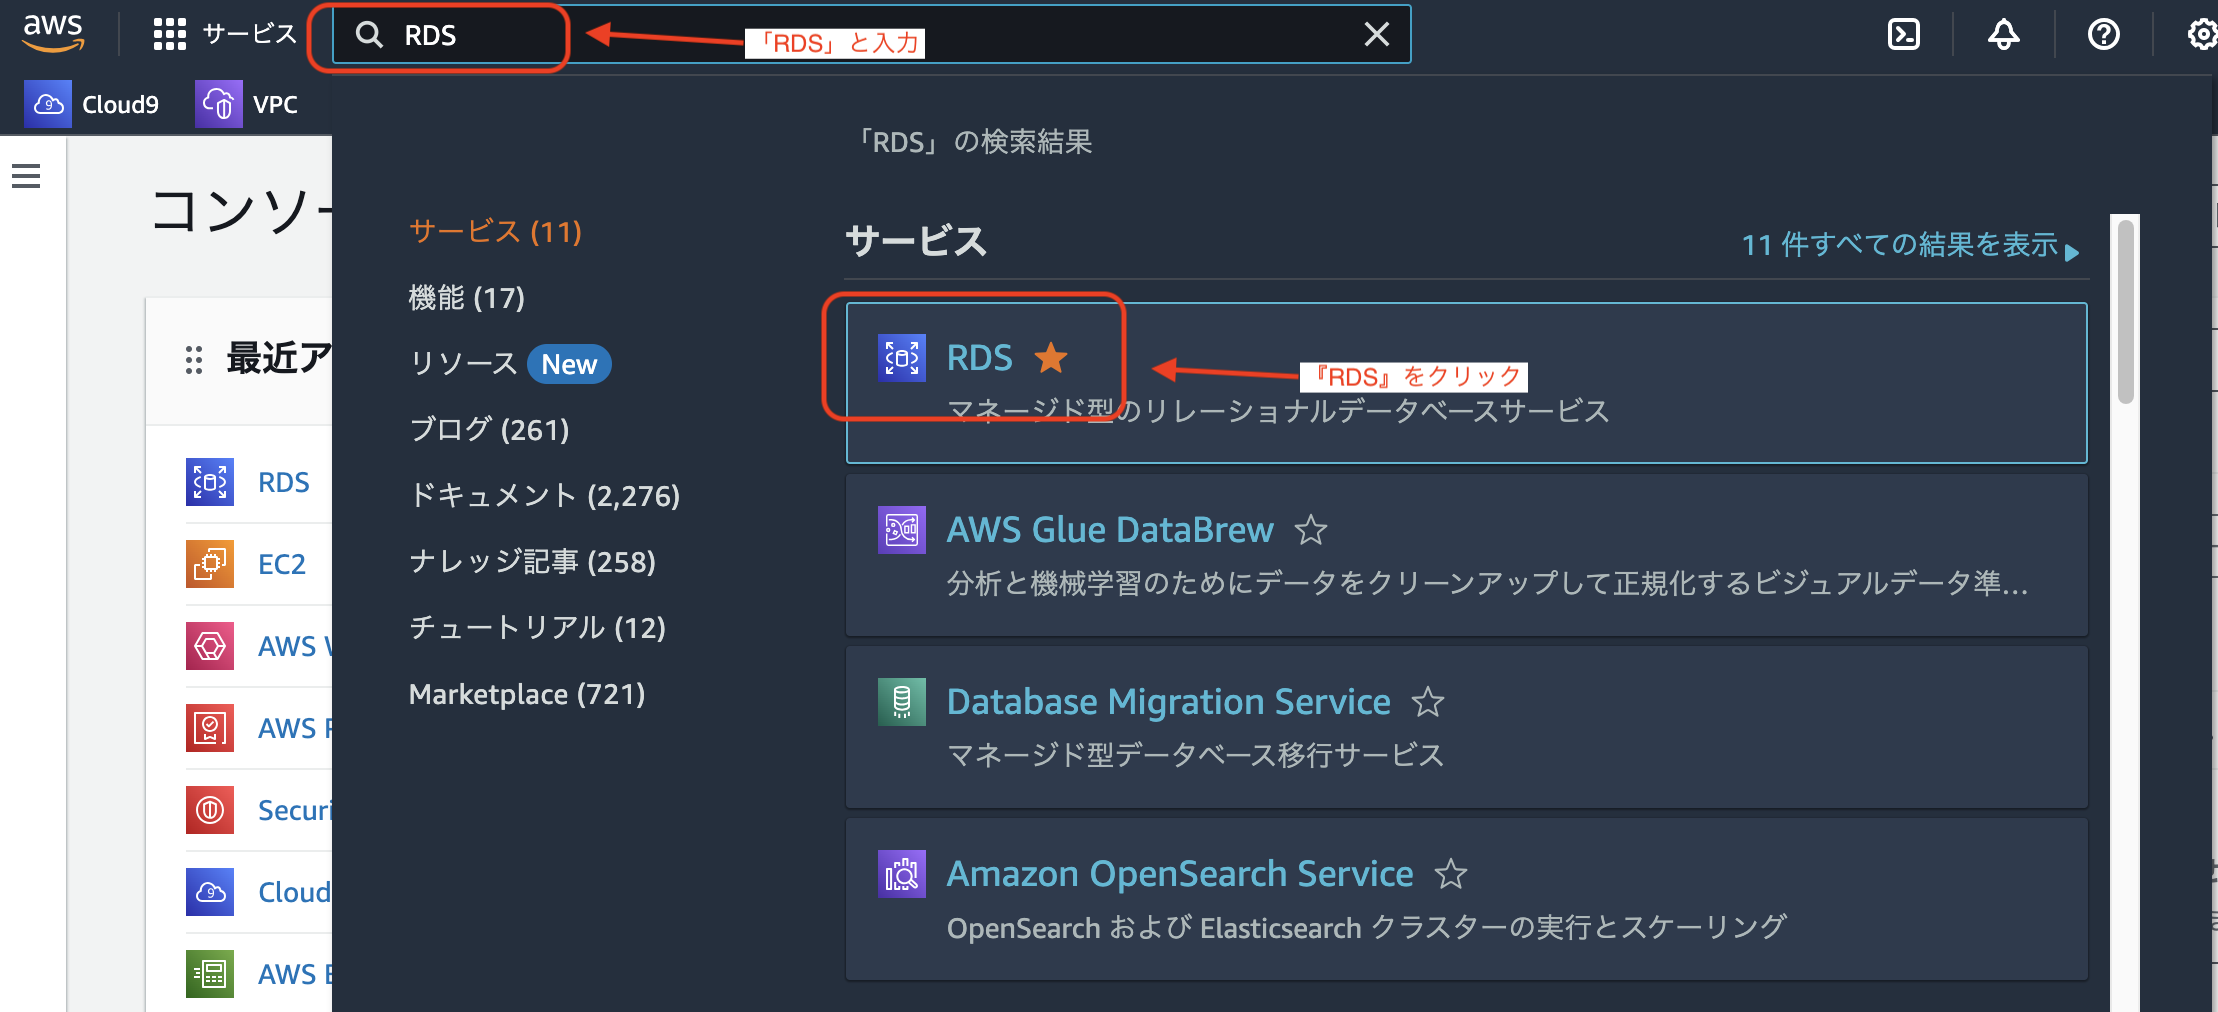 aws
サービス
RDS
「RDS」と入力
Cloud9
VPC
「RDS」の検索結果
コンソー
サービス (11)
機能 (17)
リソース New
ブログ (261)
ドキュメント (2,276)
ナレッジ記事 (258)
チュートリアル (12)
Marketplace (721)
最近ア
RDS
EC2
AWS
AWS
Securi
Cloud
AWS
サービス
11 件すべての結果を表示
RDS
『RDS』をクリック
マネージド型のリレーショナルデータベースサービス
AWS Glue DataBrew
分析と機械学習のためにデータをクリーンアップして正規化するビジュアルデータ準...
Database Migration Service
マネージド型データベース移行サービス
Amazon OpenSearch Service
OpenSearch および Elasticsearch クラスターの実行とスケーリング